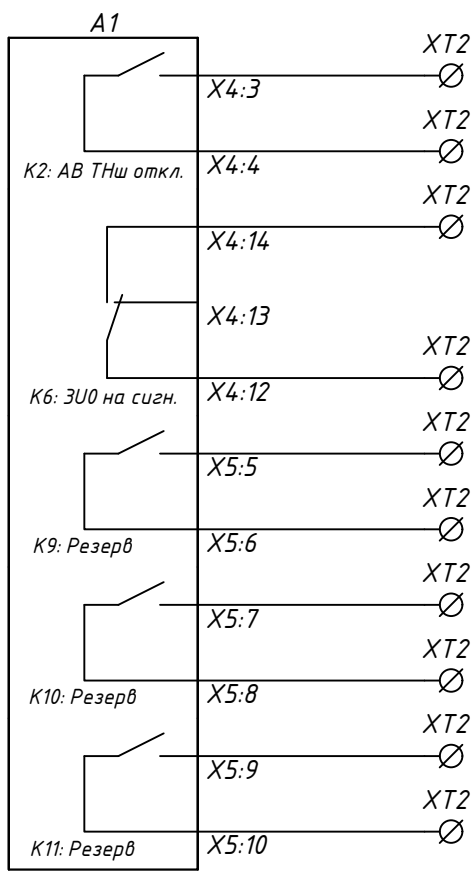 A1
XT2
X4:3
XT2
K2: АВ ТНш откл.
X4:4
XT2
X4:14
X4:13
XT2
K6: 3U0 на сигн.
X4:12
XT2
X5:5
XT2
K9: Резерв
X5:6
XT2
X5:7
XT2
K10: Резерв
X5:8
XT2
X5:9
XT2
K11: Резерв
X5:10